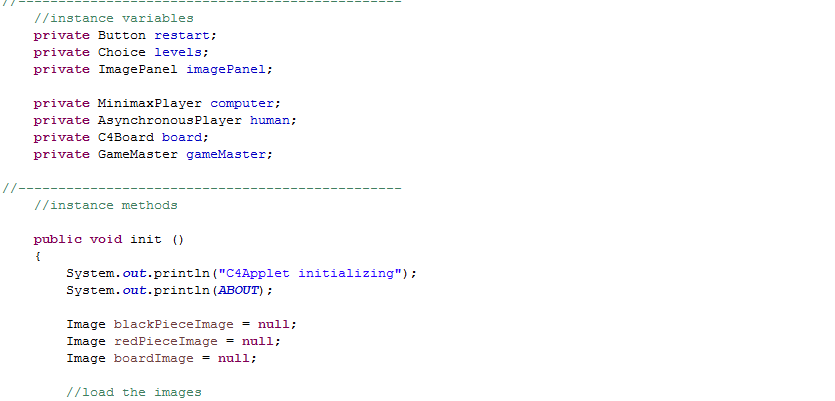 //------------------------------------------------
//instance variables
private Button restart;
private Choice levels;
private ImagePanel imagePanel;
private MinimaxPlayer computer;
private AsynchronousPlayer human;
private C4Board board;
private GameMaster gameMaster;
//------------------------------------------------
//instance methods
public void init ()
{
System.out.println("C4Applet initializing");
System.out.println(ABOUT);
Image blackPieceImage = null;
Image redPieceImage = null;
Image boardImage = null;
//load the images